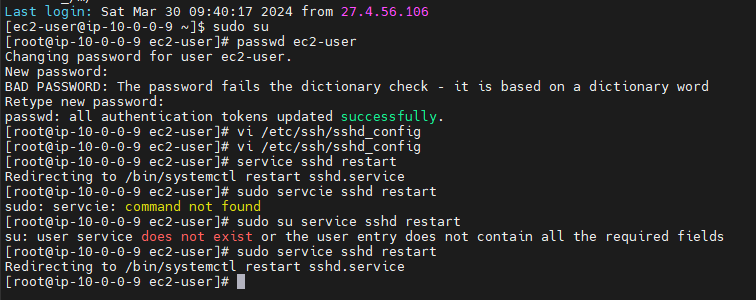 Last login: Sat Mar 30 09:40:17 2024 from 27.4.56.106
[ec2-user@ip-10-0-0-9 ~]$ sudo su
[root@ip-10-0-0-9 ec2-user]# passwd ec2-user
Changing password for user ec2-user.
New password:
BAD PASSWORD: The password fails the dictionary check - it is based on a dictionary word
Retype new password:
passwd: all authentication tokens updated successfully.
[root@ip-10-0-0-9 ec2-user]# vi /etc/ssh/sshd_config
[root@ip-10-0-0-9 ec2-user]# vi /etc/ssh/sshd_config
[root@ip-10-0-0-9 ec2-user]# service sshd restart
Redirecting to /bin/systemctl restart sshd.service
[root@ip-10-0-0-9 ec2-user]# sudo servcie sshd restart
sudo: servcie: command not found
[root@ip-10-0-0-9 ec2-user]# sudo su service sshd restart
su: user service does not exist or the user entry does not contain all the required fields
[root@ip-10-0-0-9 ec2-user]# sudo service sshd restart
Redirecting to /bin/systemctl restart sshd.service
[root@ip-10-0-0-9 ec2-user]#